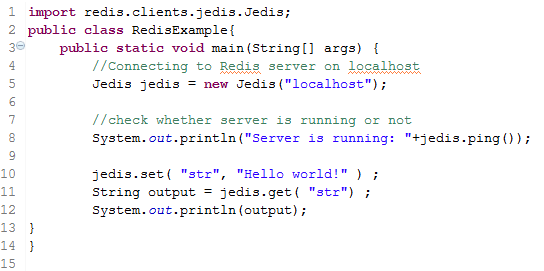 1 import redis.clients.jedis.Jedis;
2 public class RedisExample{
3 public static void main(String[] args) {
4 //Connecting to Redis server on localhost
5 Jedis jedis = new Jedis("localhost");
6
7 //check whether server is running or not
8 System.out.println("Server is running: "+jedis.ping());
9
10 jedis.set( "str", "Hello world!" ) ;
11 String output = jedis.get( "str") ;
12 System.out.println(output);
13 }
14 }
15